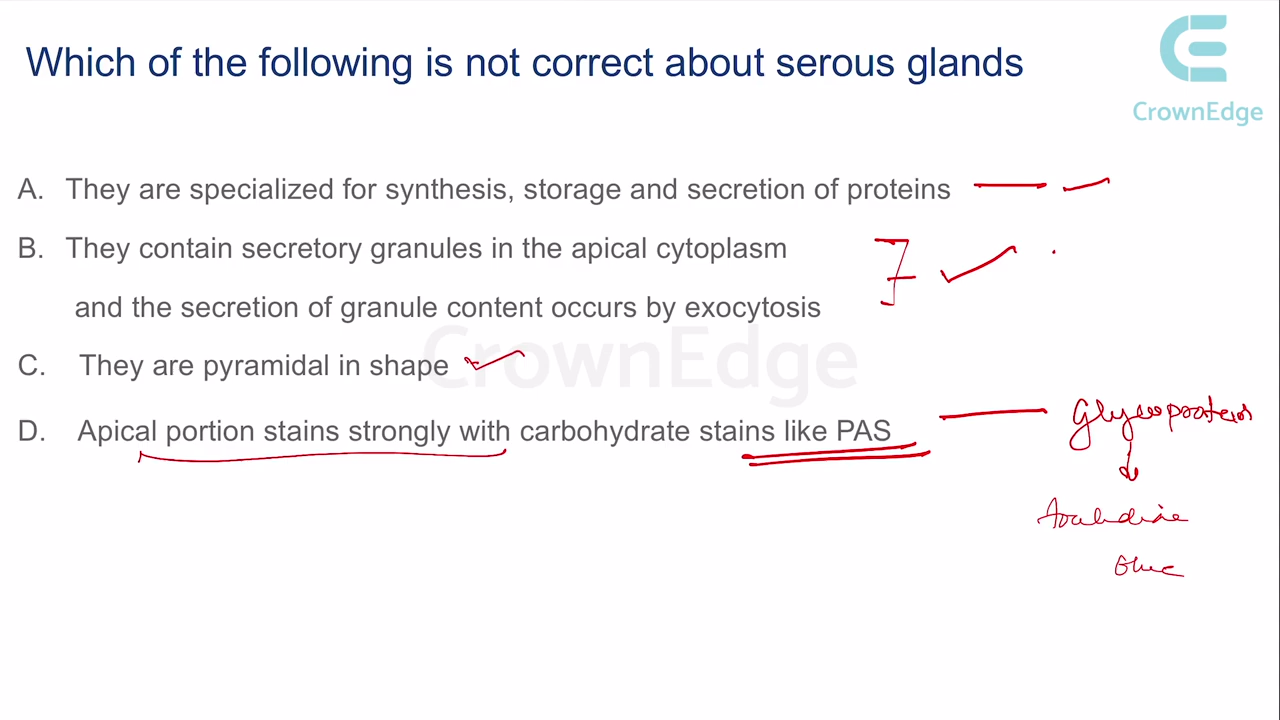 Which of the following is not correct about serous glands
CrownEdge
A. They are specialized for synthesis, storage and secretion of proteins
B. They contain secretory granules in the apical cytoplasm
and the secretion of granule content occurs by exocytosis
C. They are pyramidal in shape
CrownEdge
D. Apical portion stains strongly with carbohydrate stains like PAS
Glycoproteins